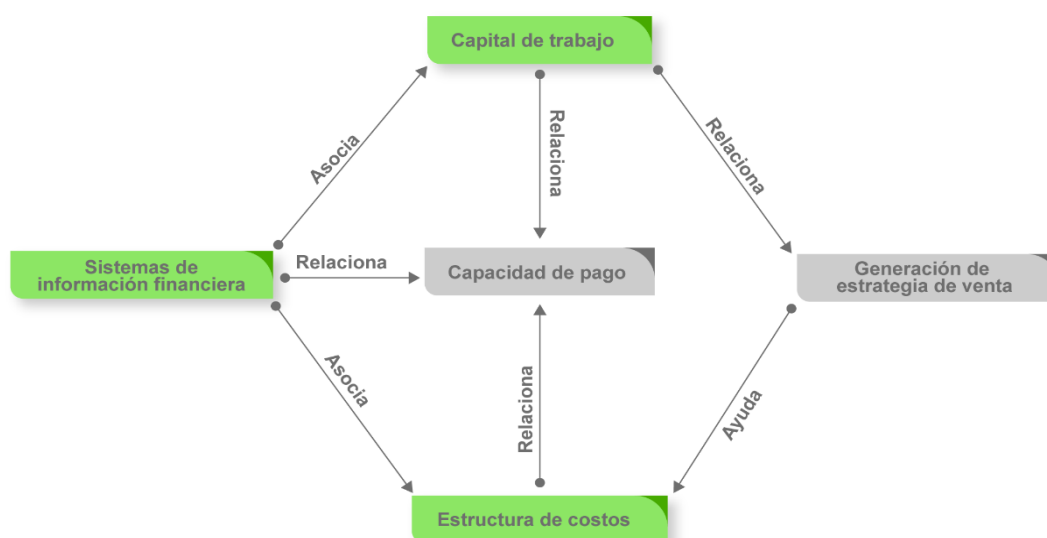 Capital de trabajo
Asocia
Relaciona
Relaciona
Sistemas de
información financiera
Relaciona
Capacidad de pago
Generación de
estrategia de venta
Asocia
Relaciona
Ayuda
Estructura de costos